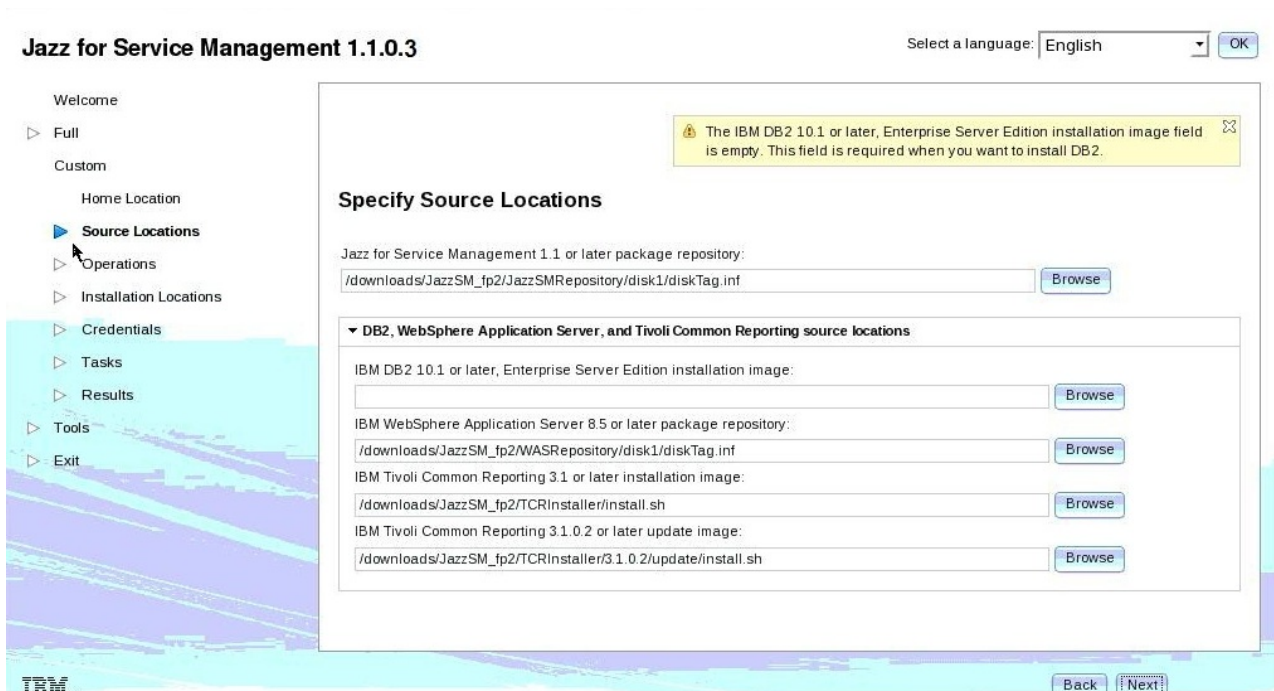 Jazz for Service Management 1.1.0.3
Select a language: English OK
Welcome
Full
Custom
Home Location
Source Locations
Operations
Installation Locations
Credentials
Tasks
Results
Tools
Exit
The IBM DB2 10.1 or later, Enterprise Server Edition installation image field
is empty. This field is required when you want to install DB2.
Specify Source Locations
Jazz for Service Management 1.1 or later package repository:
/downloads/JazzSM_fp2/JazzSMRepository/disk1/diskTag.inf Browse
DB2, WebSphere Application Server, and Tivoli Common Reporting source locations
IBM DB2 10.1 or later, Enterprise Server Edition installation image:
Browse
IBM WebSphere Application Server 8.5 or later package repository:
/downloads/JazzSM_fp2/WASRepository/disk1/diskTag.inf Browse
IBM Tivoli Common Reporting 3.1 or later installation image:
/downloads/JazzSM_fp2/TCRInstaller/install.sh Browse
IBM Tivoli Common Reporting 3.1.0.2 or later update image:
/downloads/JazzSM_fp2/TCRInstaller/3.1.0.2/update/install.sh Browse
IBM Back Next